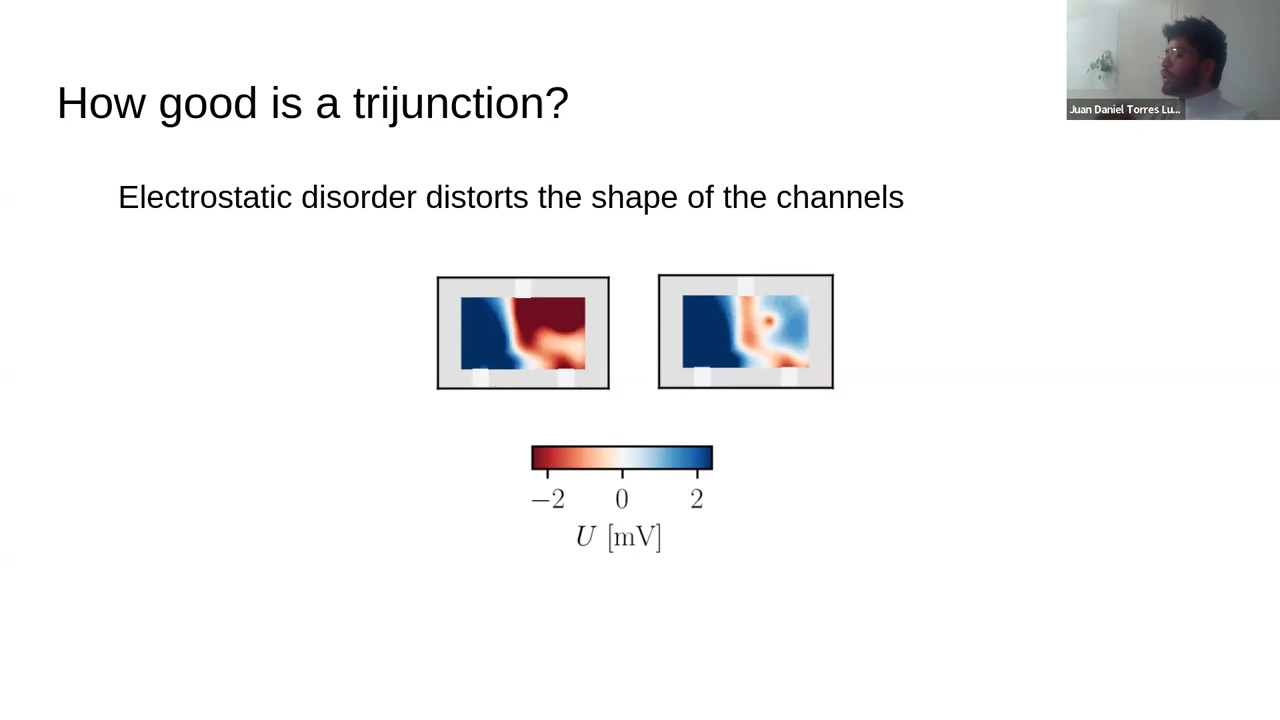 How good is a trijunction?
Juan Daniel Torres Lu...
Electrostatic disorder distorts the shape of the channels
−2 0 2
U [mV]